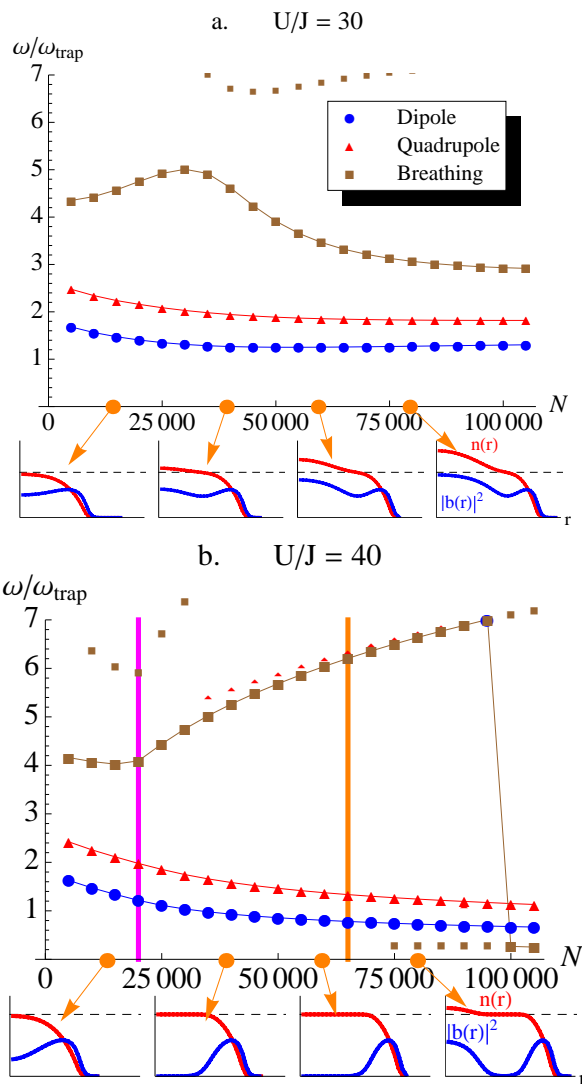 a. U/J = 30
ω/ω_trap
7
6
5
4
3
2
1
Dipole
Quadrupole
Breathing
0 25 000 50 000 75 000 100 000 N
n(r)
|b(r)|²
r
b. U/J = 40
ω/ω_trap
7
6
5
4
3
2
1
0 25 000 50 000 75 000 100 000 N
n(r)
|b(r)|²
r